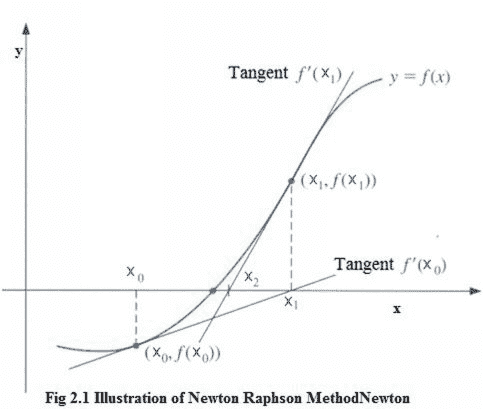 y
Tangent f'(x₁)
y = f(x)
(x₁, f(x₁))
x₀
x₂
Tangent f'(x₀)
x₁
x
(x₀, f(x₀))
Fig 2.1 Illustration of Newton Raphson MethodNewton